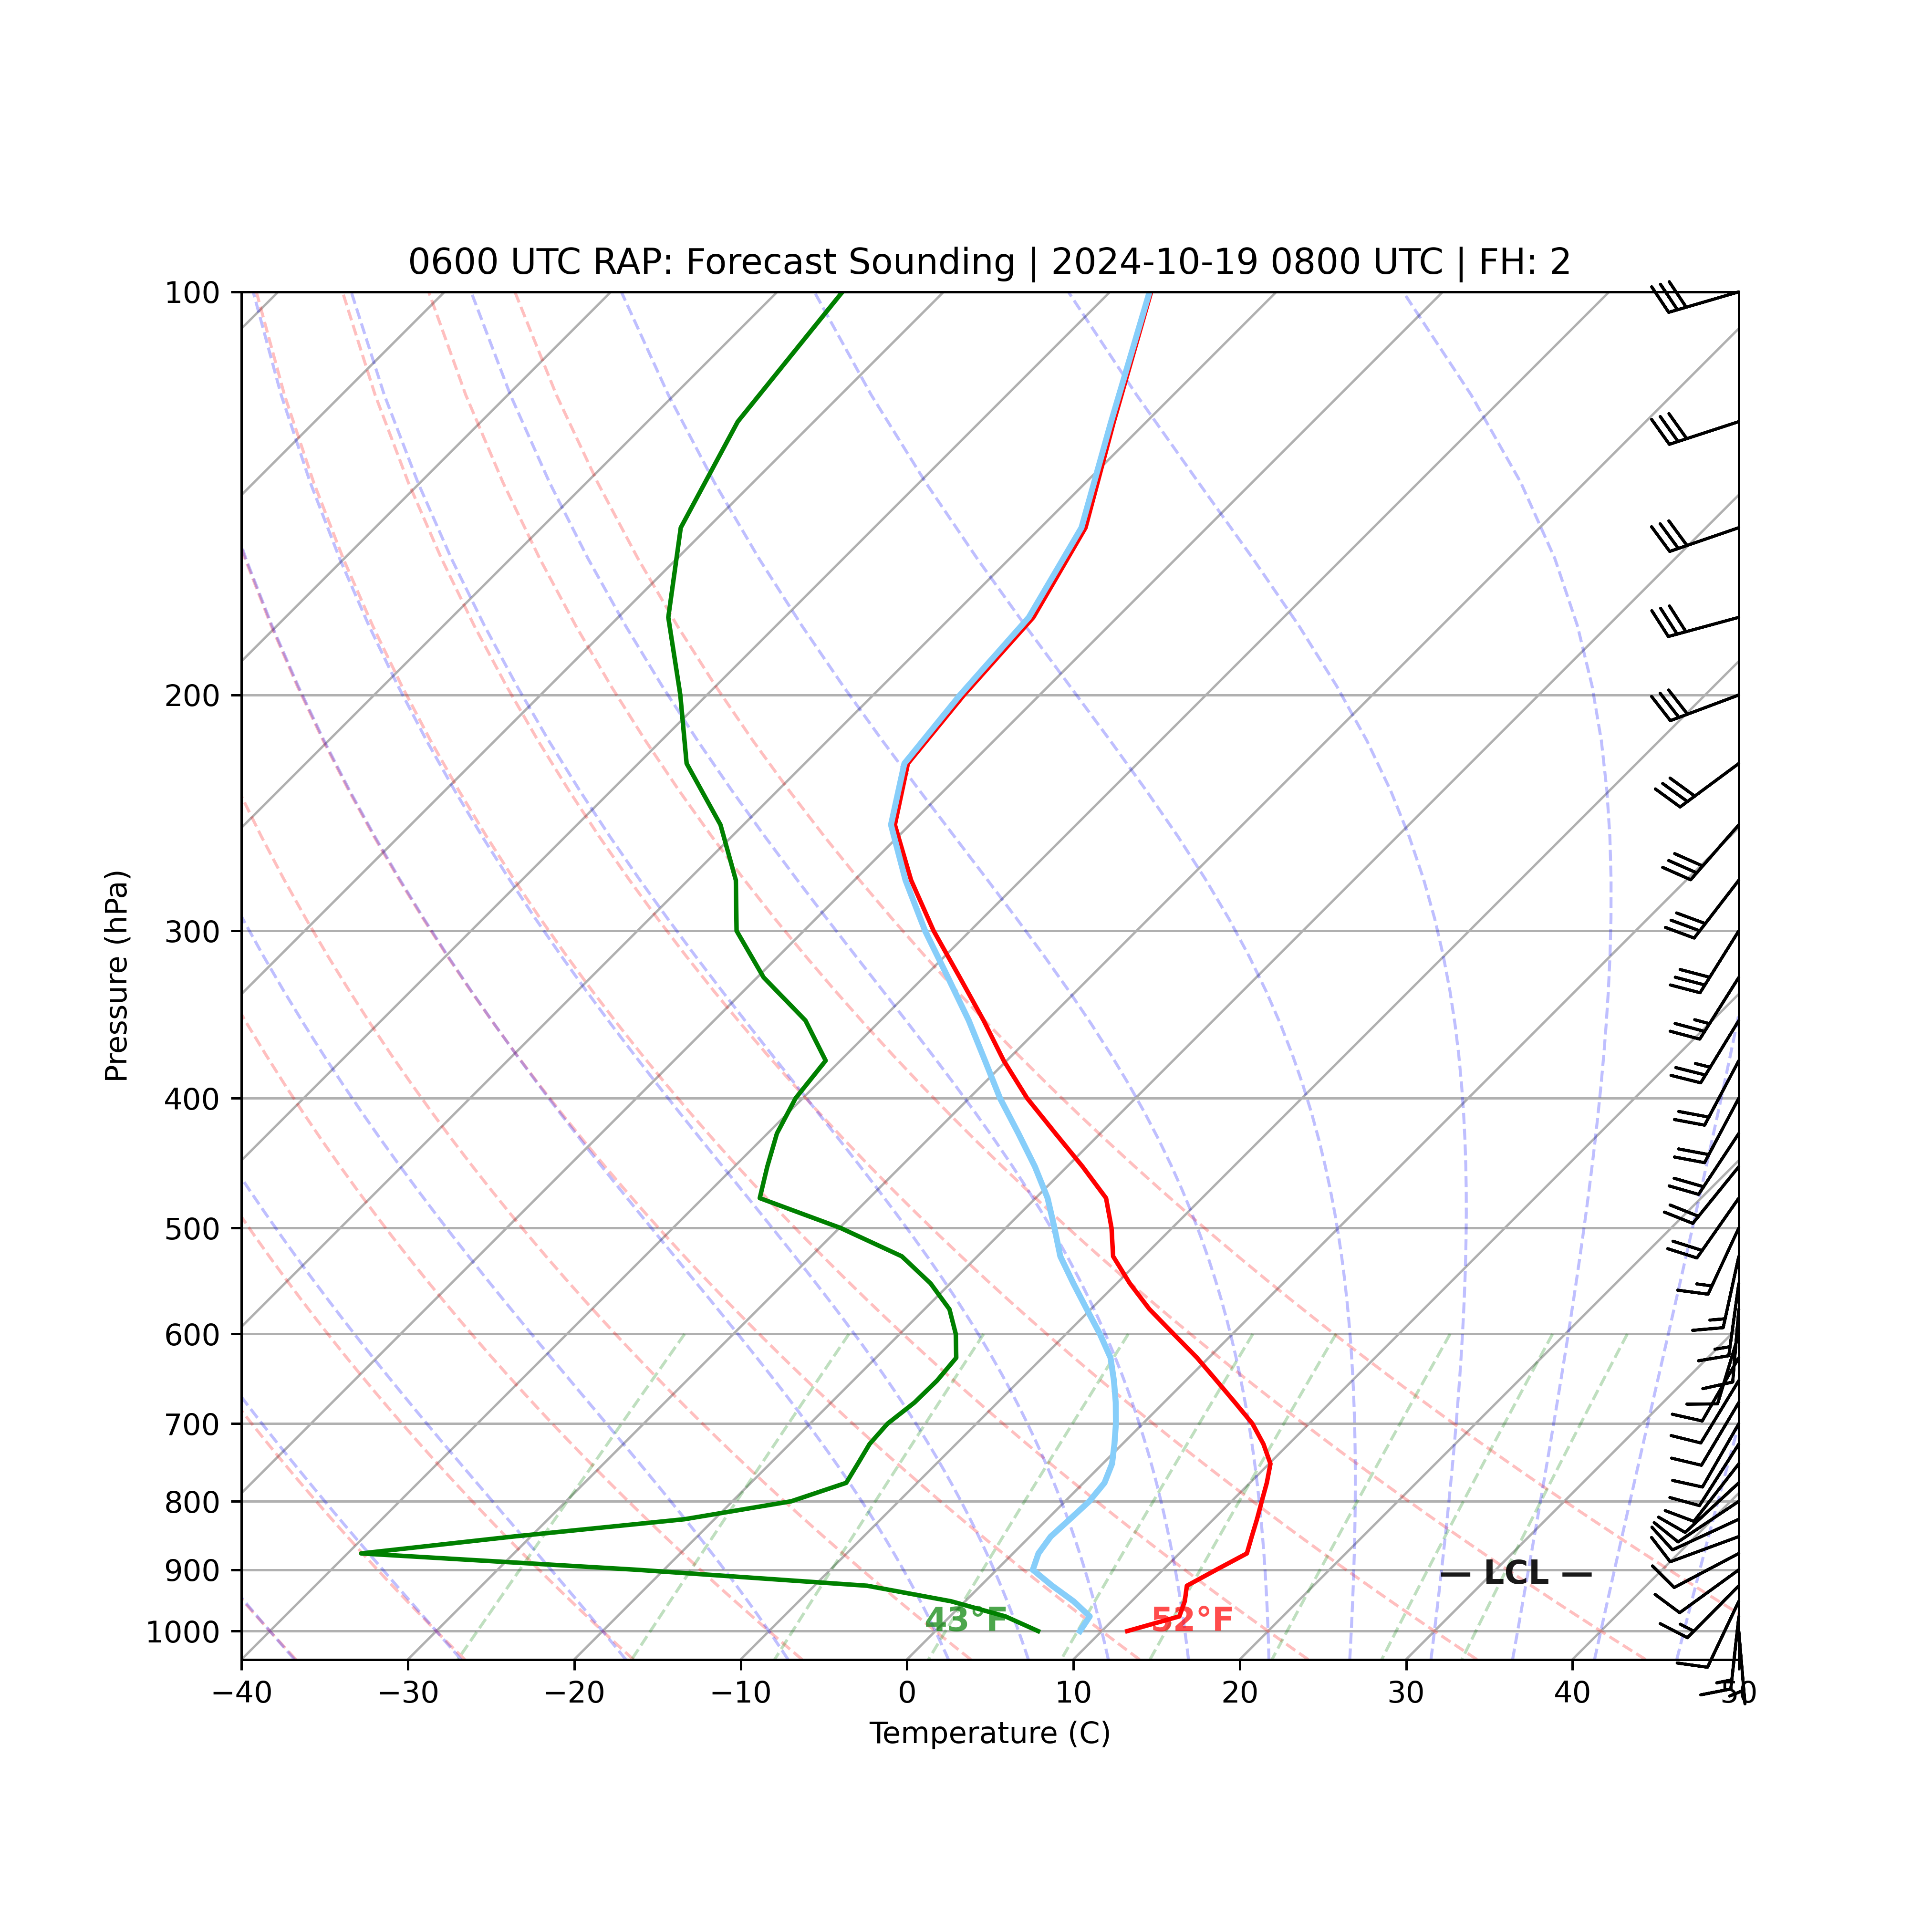 0600 UTC RAP: Forecast Sounding | 2024-10-19 0800 UTC | FH: 2
100
200
300
400
500
600
700
800
900
1000
Pressure (hPa)
— LCL —
43°F
52°F
−40 −30 −20 −10 0 10 20 30 40 50
Temperature (C)